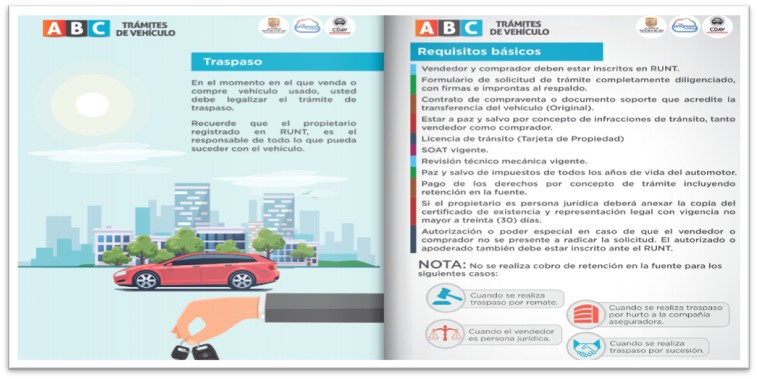 ABC TRÁMITES
DE VEHÍCULO
CDAV
Traspaso
En el momento en el que venda o
compre vehículo usado, usted
debe legalizar el trámite de
traspaso.
Recuerde que el propietario
registrado en RUNT, es el
responsable de todo lo que pueda
suceder con el vehículo.
ABC TRÁMITES
DE VEHÍCULO
CDAV
Requisitos básicos
Vendedor y comprador deben estar inscritos en RUNT.
Formulario de solicitud de trámite completamente diligenciado,
con firmas e improntas al respaldo.
Contrato de compraventa o documento soporte que acredite la
transferencia del vehículo (Original).
Estar a paz y salvo por concepto de infracciones de tránsito, tanto
vendedor como comprador.
Licencia de tránsito (Tarjeta de Propiedad)
SOAT vigente.
Revisión técnico mecánica vigente.
Paz y salvo de impuestos de todos los años de vida del automotor.
Pago de los derechos por concepto de trámite incluyendo
retención en la fuente.
Si el propietario es persona jurídica deberá anexar la copia del
certificado de existencia y representación legal con vigencia no
mayor a treinta (30) días.
Autorización o poder especial en caso de que el vendedor o
comprador no se presente a radicar la solicitud. El autorizado o
apoderado también debe estar inscrito ante el RUNT.
NOTA: No se realiza cobro de retención en la fuente para los
siguientes casos:
Cuando se realiza
traspaso por remate.
Cuando se realiza traspaso
por hurto a la compañía
aseguradora.
Cuando el vendedor
es persona jurídica.
Cuando se realiza
traspaso por sucesión.